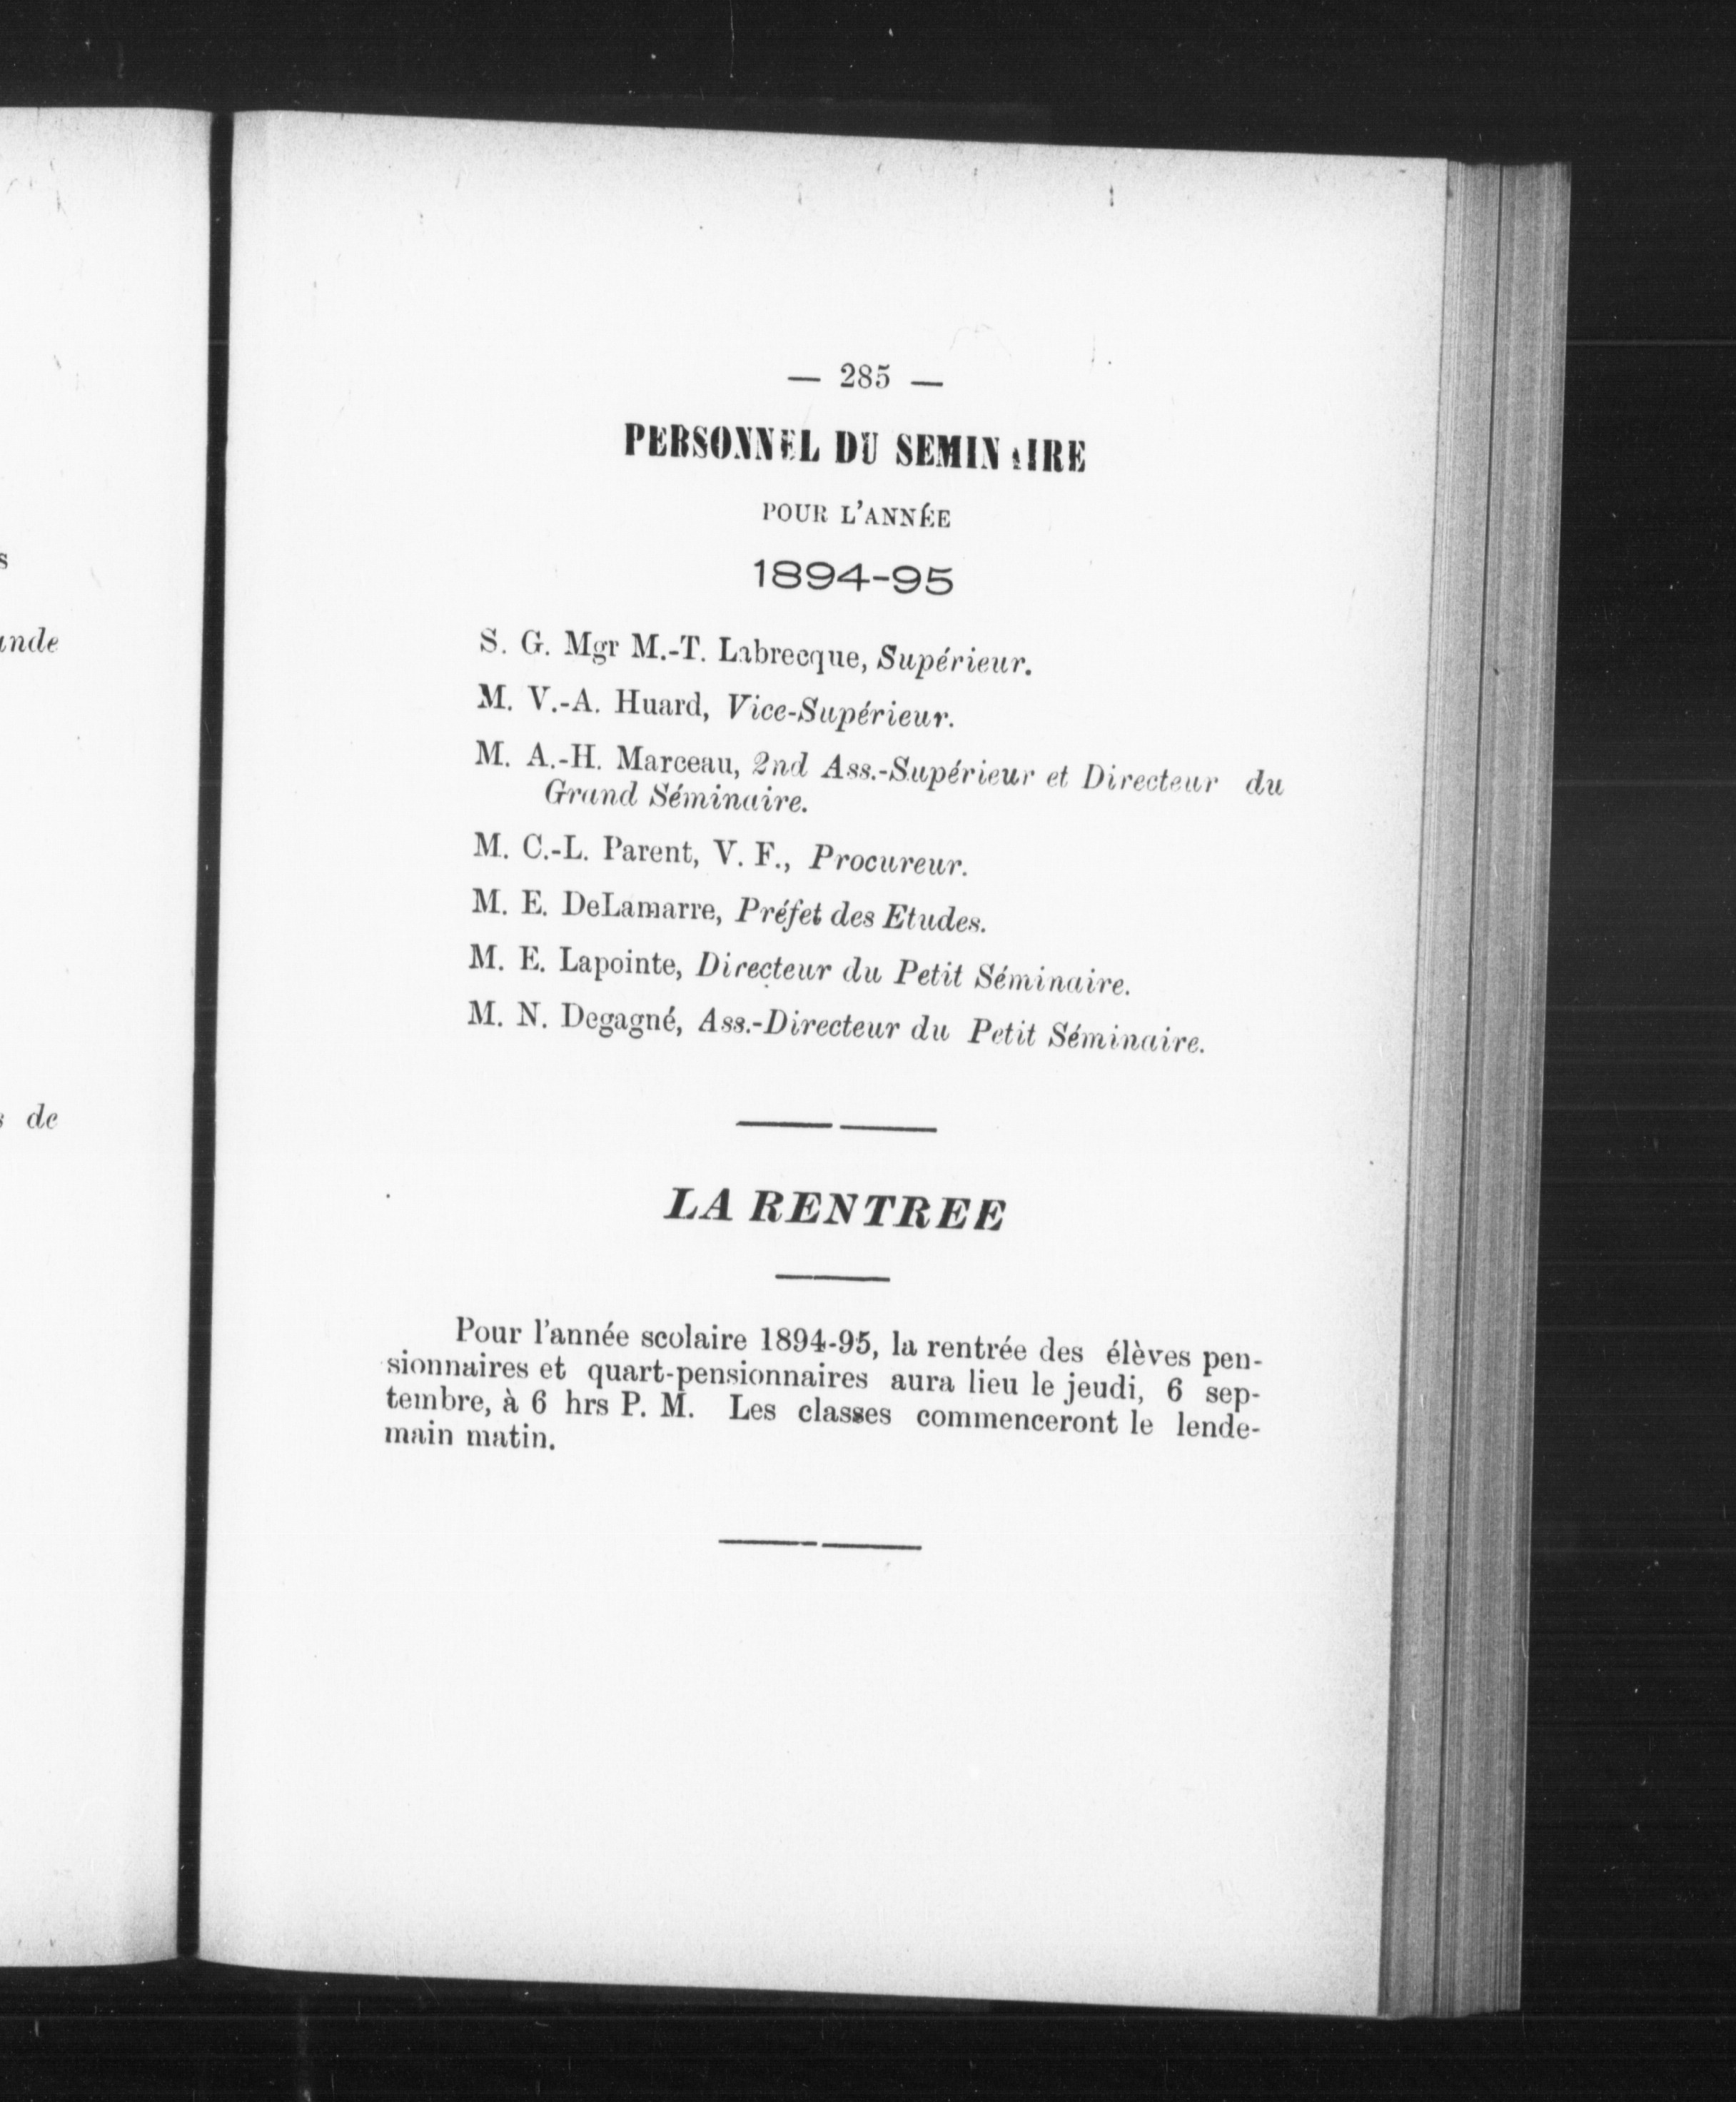 — 285 —
PERSONNEL DU SEMINAIRE
POUR L'ANNÉE
1894-95
S. G. Mgr M.-T. Labrecque, Supérieur.
M. V.-A. Huard, Vice-Supérieur.
M. A.-H. Marceau, 2nd Ass.-Supérieur et Directeur du
Grand Séminaire.
M. C.-L. Parent, V. F., Procureur.
M. E. DeLamarre, Préfet des Etudes.
M. E. Lapointe, Directeur du Petit Séminaire.
M. N. Degagné, Ass.-Directeur du Petit Séminaire.
LA RENTREE
Pour l'année scolaire 1894-95, la rentrée des élèves pen-
sionnaires et quart-pensionnaires aura lieu le jeudi, 6 sep-
tembre, à 6 hrs P. M. Les classes commenceront le lende-
main matin.